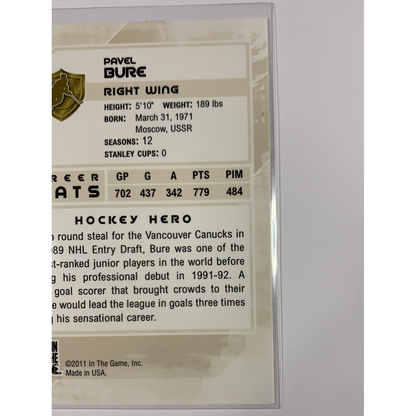 PAVEL
BURE
RIGHT WING
HEIGHT: 5'10" WEIGHT: 189 lbs
BORN: March 31, 1971
Moscow, USSR
SEASONS: 12
STANLEY CUPS: 0
REER GP G A PTS PIM
ATS 702 437 342 779 484
HOCKEY HERO
round steal for the Vancouver Canucks in
89 NHL Entry Draft, Bure was one of the
t-ranked junior players in the world before
g his professional debut in 1991-92. A
goal scorer that brought crowds to their
e would lead the league in goals three times
g his sensational career.
IN
THE
©2011 In The Game, Inc.
Made in USA.